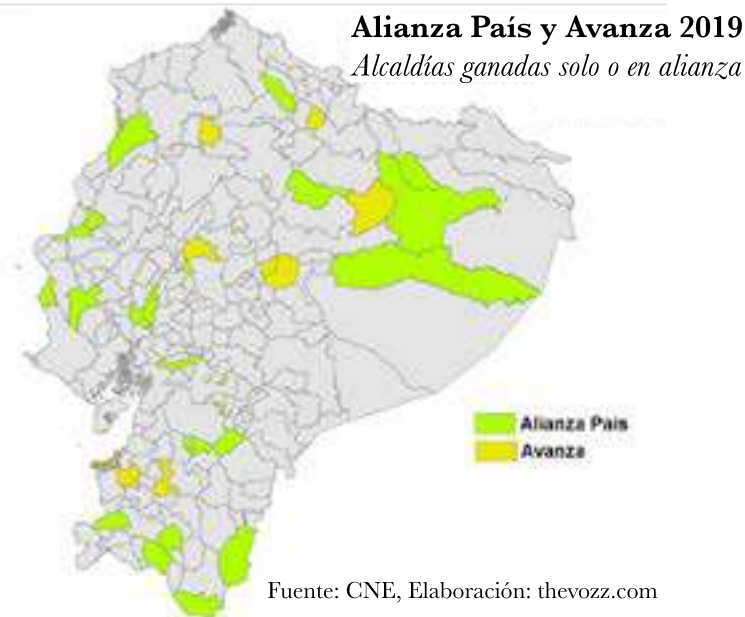 Alianza País y Avanza 2019
Alcaldías ganadas solo o en alianza
Alianza Pais
Avanza
Fuente: CNE, Elaboración: thevozz.com